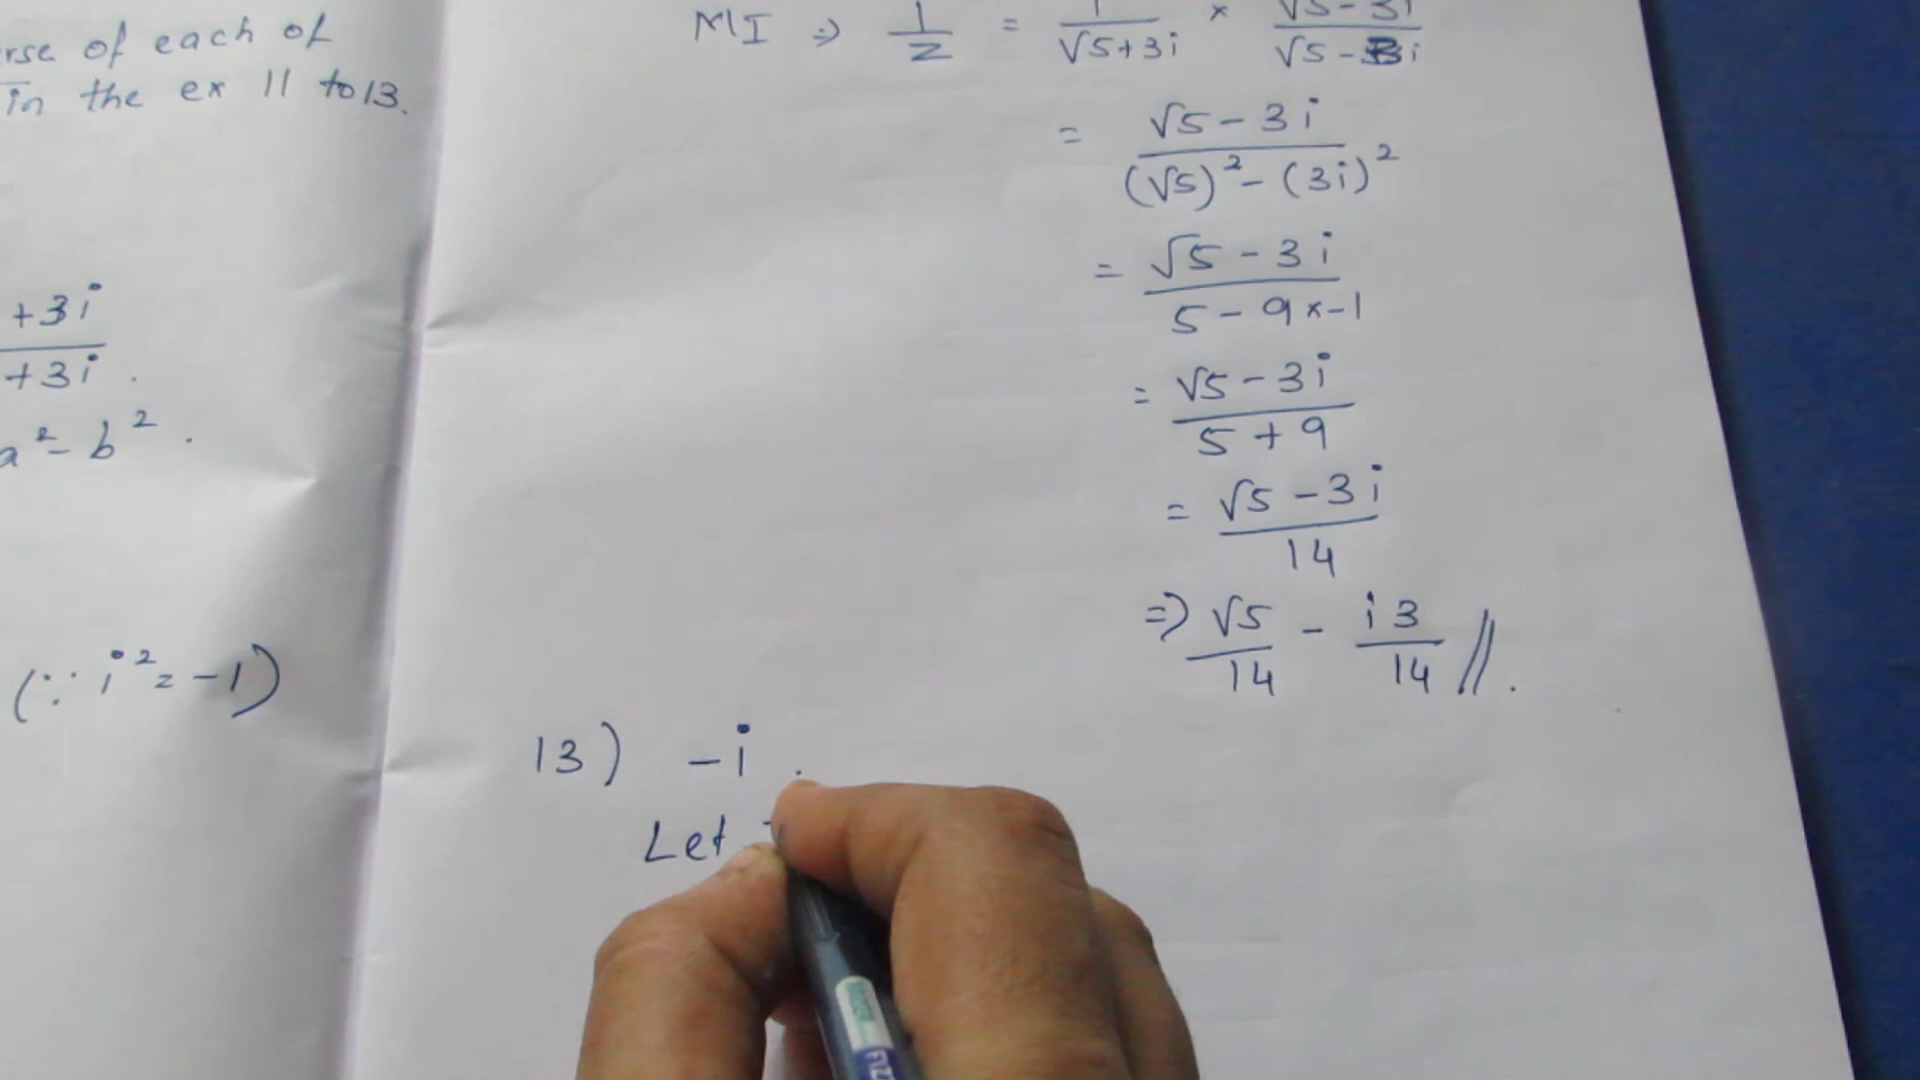 rse of each of
in the ex 11 to 13.
+3i
+3i .
a² - b² .
(∵ i² = -1)
MI ⇒ 1/z = 1/√5+3i × √5-3i/√5-3i
= √5-3i/(√5)²-(3i)²
= √5-3i/5-9×-1
= √5-3i/5+9
= √5-3i/14
⇒ √5/14 - i3/14 //.
13) -i .
Let